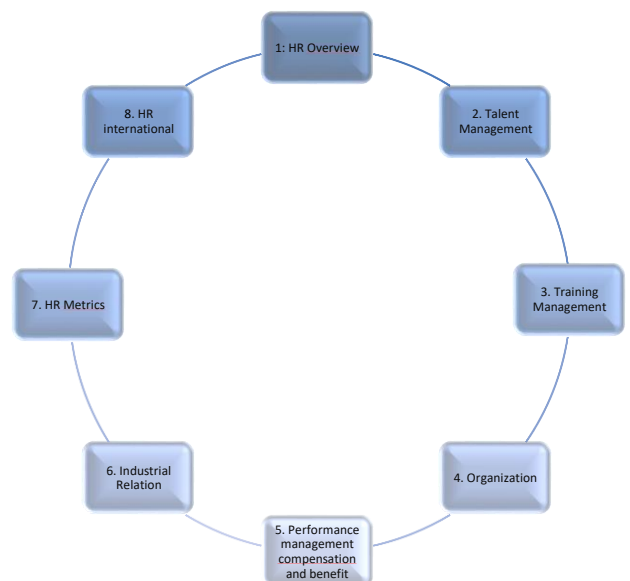 1: HR Overview
2. Talent
Management
3. Training
Management
4. Organization
5. Performance
management
compensation
and benefit
6. Industrial
Relation
7. HR Metrics
8. HR
international